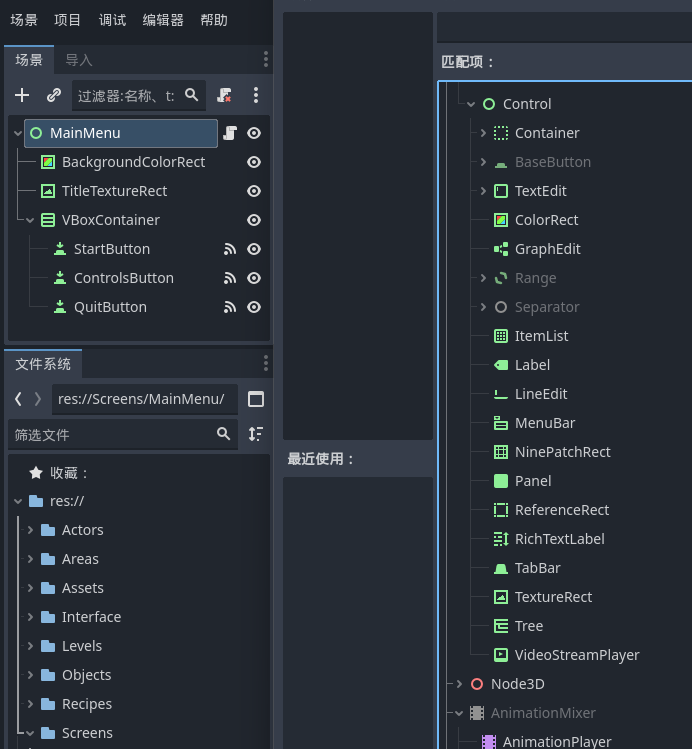 场景 项目 调试 编辑器 帮助
场景 导入
过滤器:名称、t:
MainMenu
BackgroundColorRect
TitleTextureRect
VBoxContainer
StartButton
ControlsButton
QuitButton
文件系统
res://Screens/MainMenu/
筛选文件
收藏：
res://
Actors
Areas
Assets
Interface
Levels
Objects
Recipes
Screens
最近使用：
匹配项：
Control
Container
BaseButton
TextEdit
ColorRect
GraphEdit
Range
Separator
ItemList
Label
LineEdit
MenuBar
NinePatchRect
Panel
ReferenceRect
RichTextLabel
TabBar
TextureRect
Tree
VideoStreamPlayer
Node3D
AnimationMixer
AnimationPlayer